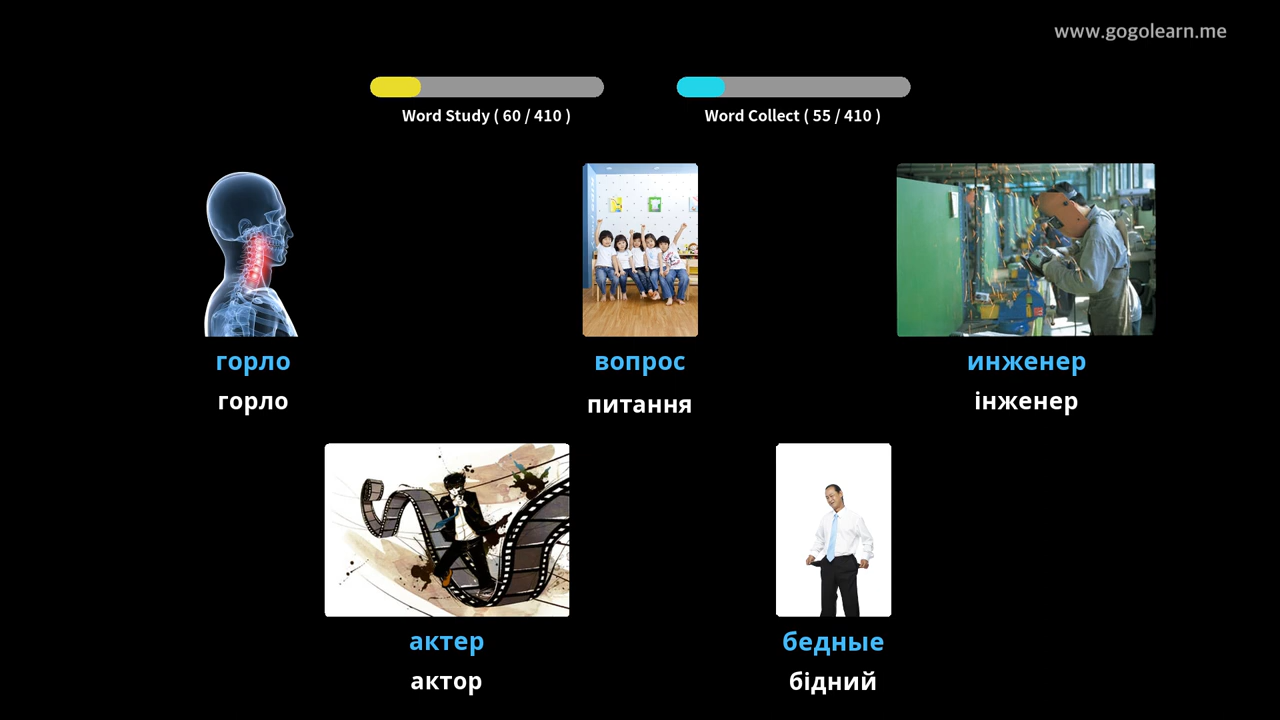 www.gogolearn.me
Word Study ( 60 / 410 )
Word Collect ( 55 / 410 )
горло
горло
вопрос
питання
инженер
інженер
актер
актор
бедные
бідний